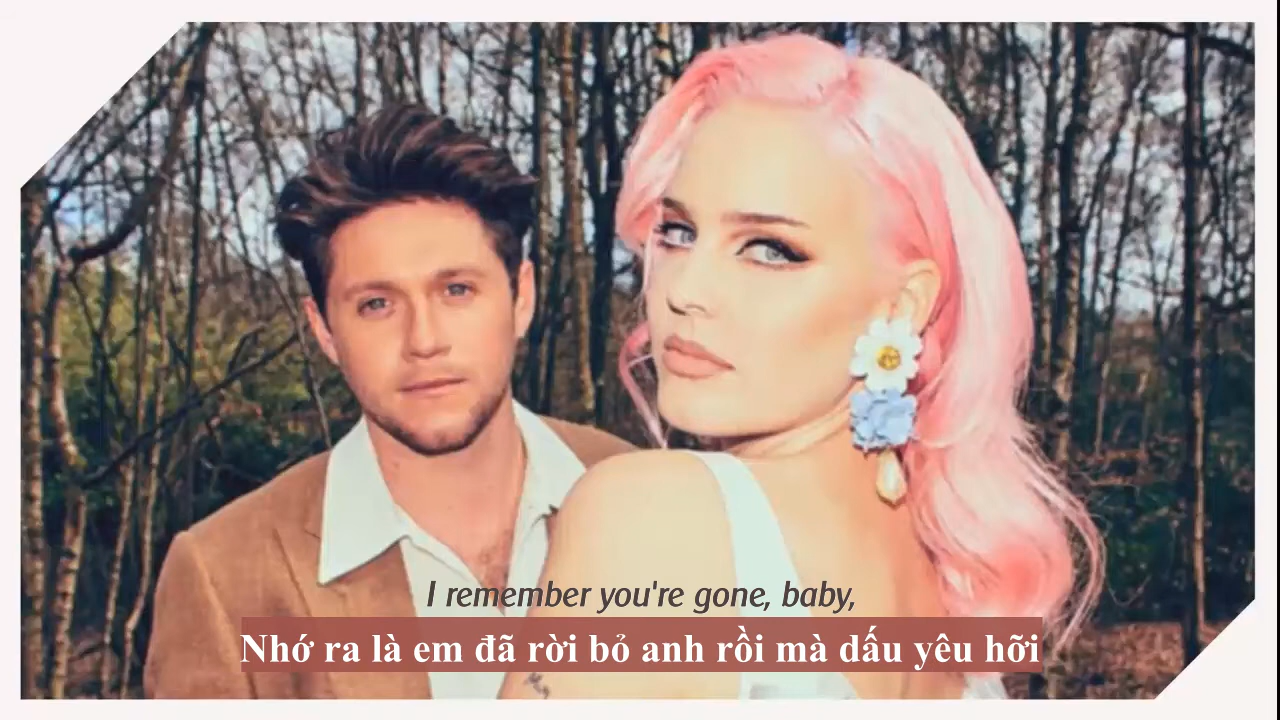 I remember you're gone, baby,
Nhớ ra là em đã rời bỏ anh rồi mà dấu yêu hỡi